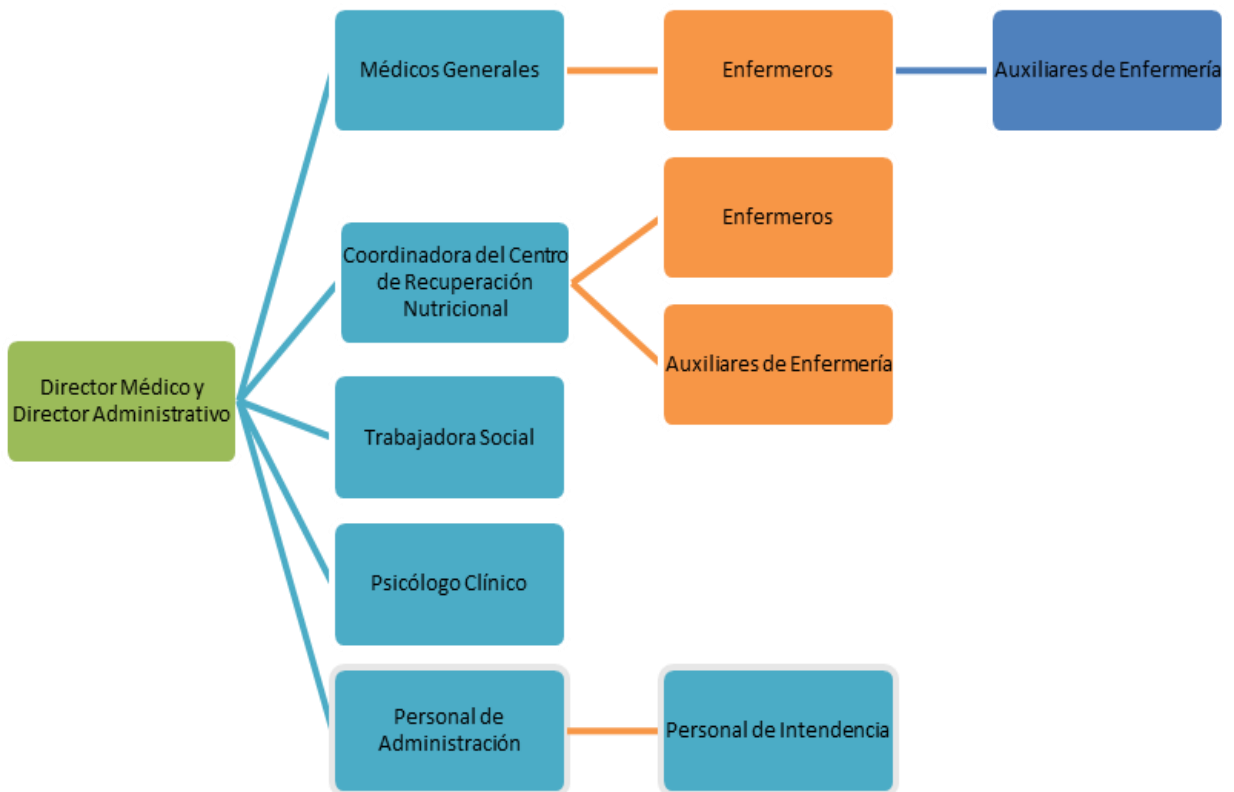 Médicos Generales
Enfermeros
Auxiliares de Enfermería
Enfermeros
Coordinadora del Centro
de Recuperación
Nutricional
Auxiliares de Enfermería
Director Médico y
Director Administrativo
Trabajadora Social
Psicólogo Clínico
Personal de
Administración
Personal de Intendencia